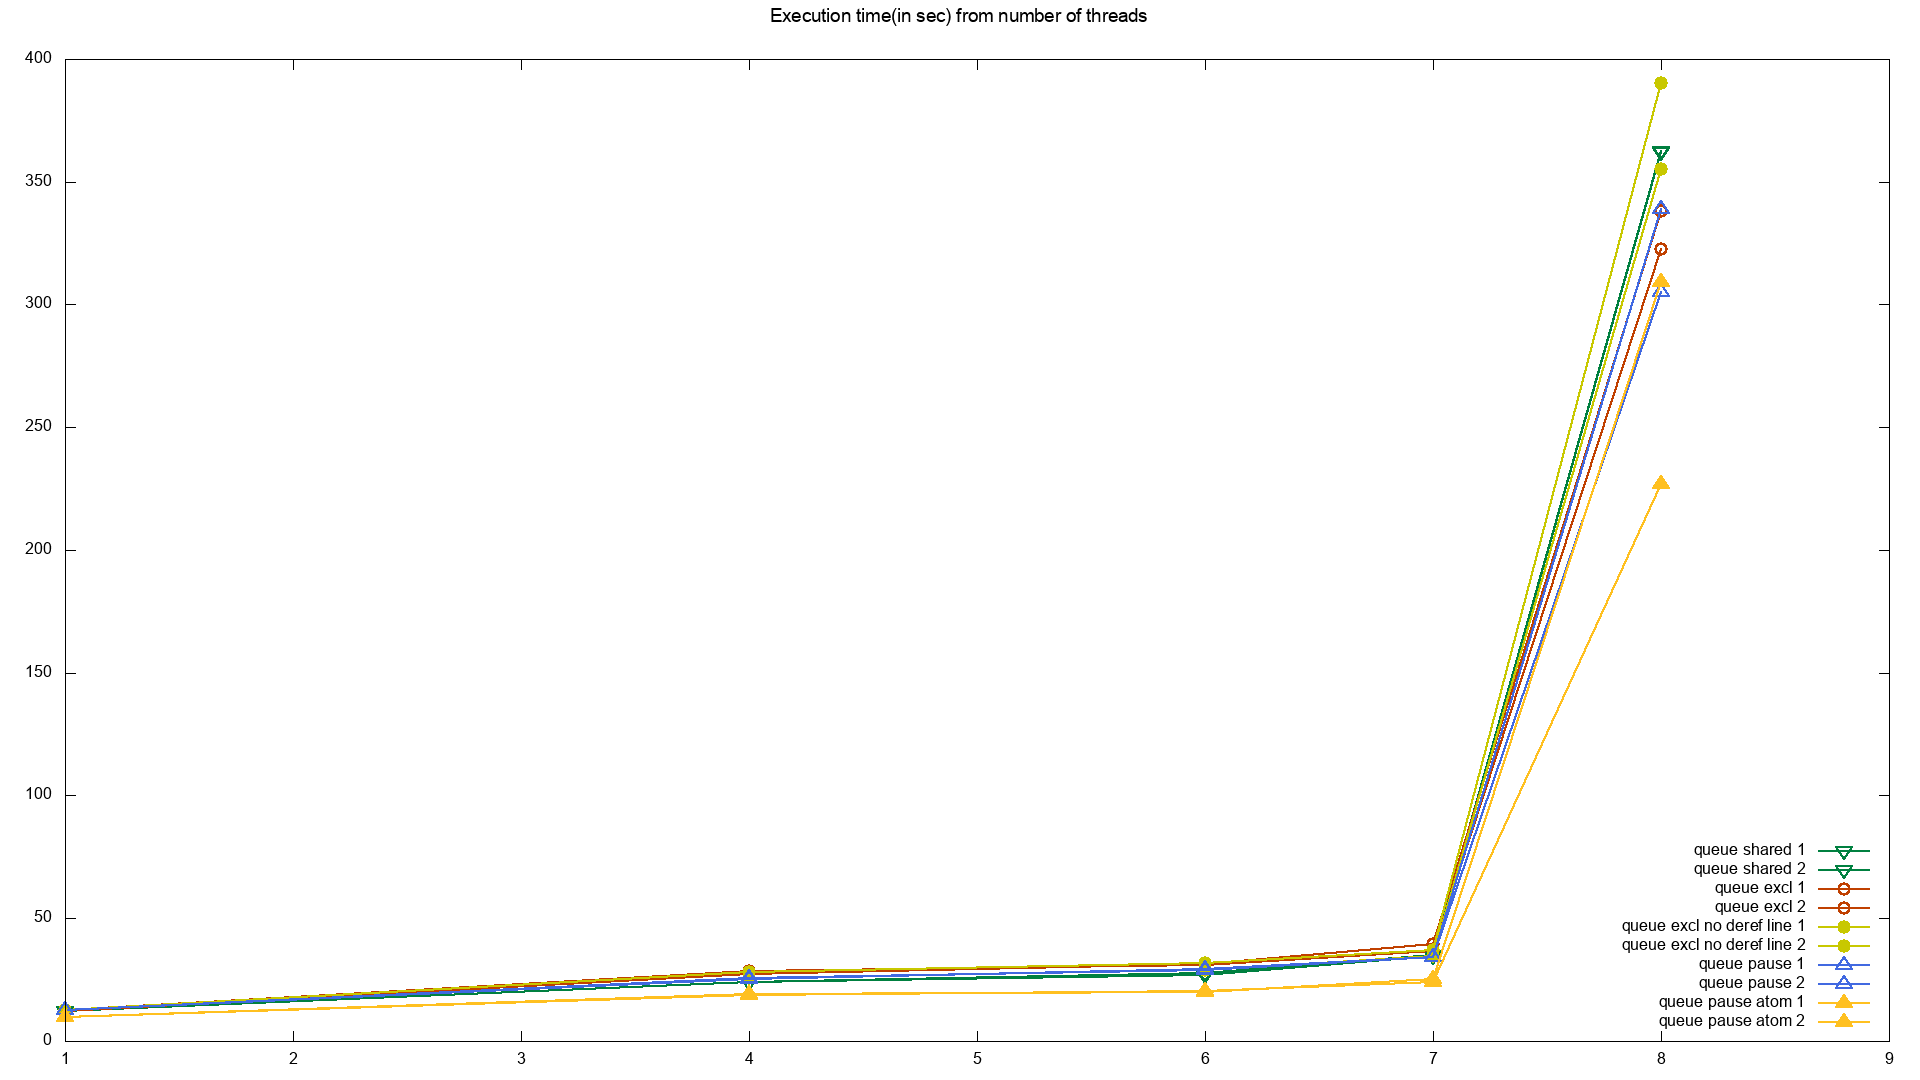 Execution time(in sec) from number of threads
400
350
300
250
200
150
100
50
0
1 2 3 4 5 6 7 8 9
queue shared 1
queue shared 2
queue excl 1
queue excl 2
queue excl no deref line 1
queue excl no deref line 2
queue pause 1
queue pause 2
queue pause atom 1
queue pause atom 2